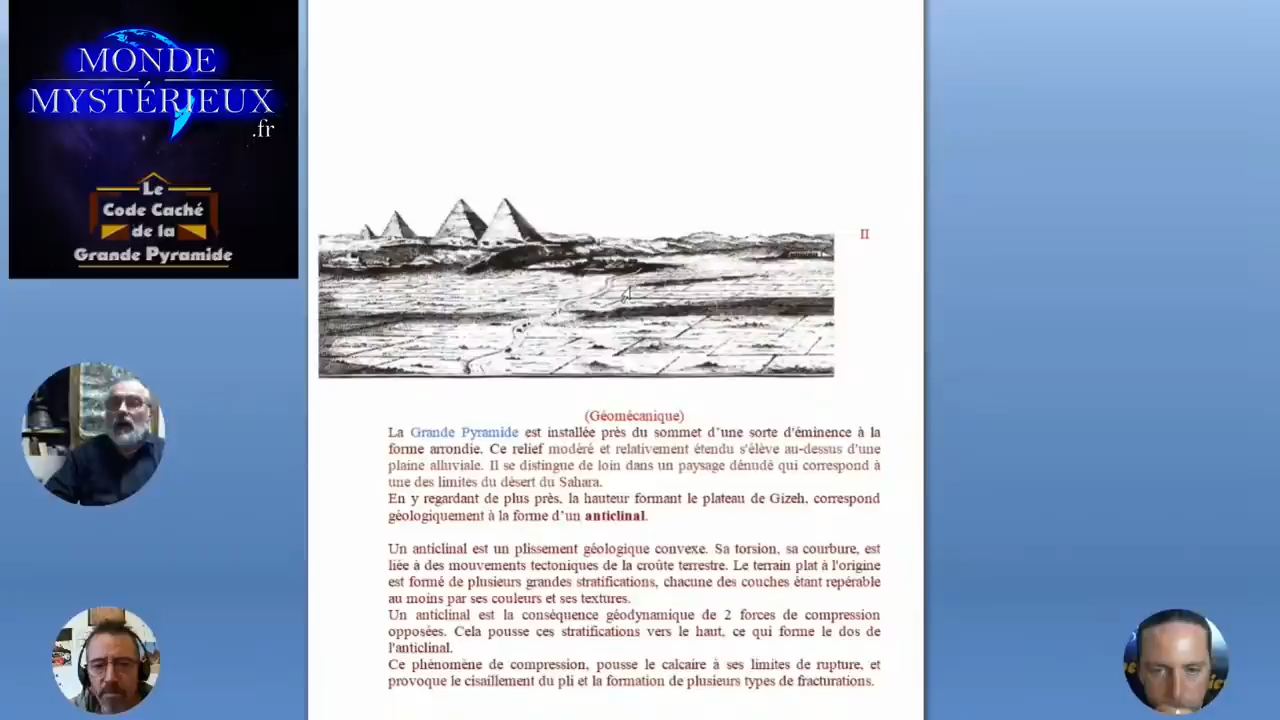 MONDE
MYSTÉRIEUX
.fr
Le
Code Caché
de la
Grande Pyramide
II
(Géomécanique)
La Grande Pyramide est installée près du sommet d’une sorte d'éminence à la
forme arrondie. Ce relief modéré et relativement étendu s'élève au-dessus d'une
plaine alluviale. Il se distingue de loin dans un paysage dénudé qui correspond à
une des limites du désert du Sahara.
En y regardant de plus près, la hauteur formant le plateau de Gizeh, correspond
géologiquement à la forme d’un anticlinal.
Un anticlinal est un plissement géologique convexe. Sa torsion, sa courbure, est
liée à des mouvements tectoniques de la croûte terrestre. Le terrain plat à l'origine
est formé de plusieurs grandes stratifications, chacune des couches étant repérable
au moins par ses couleurs et ses textures.
Un anticlinal est la conséquence géodynamique de 2 forces de compression
opposées. Cela pousse ces stratifications vers le haut, ce qui forme le dos de
l'anticlinal.
Ce phénomène de compression, pousse le calcaire à ses limites de rupture, et
provoque le cisaillement du pli et la formation de plusieurs types de fracturations.